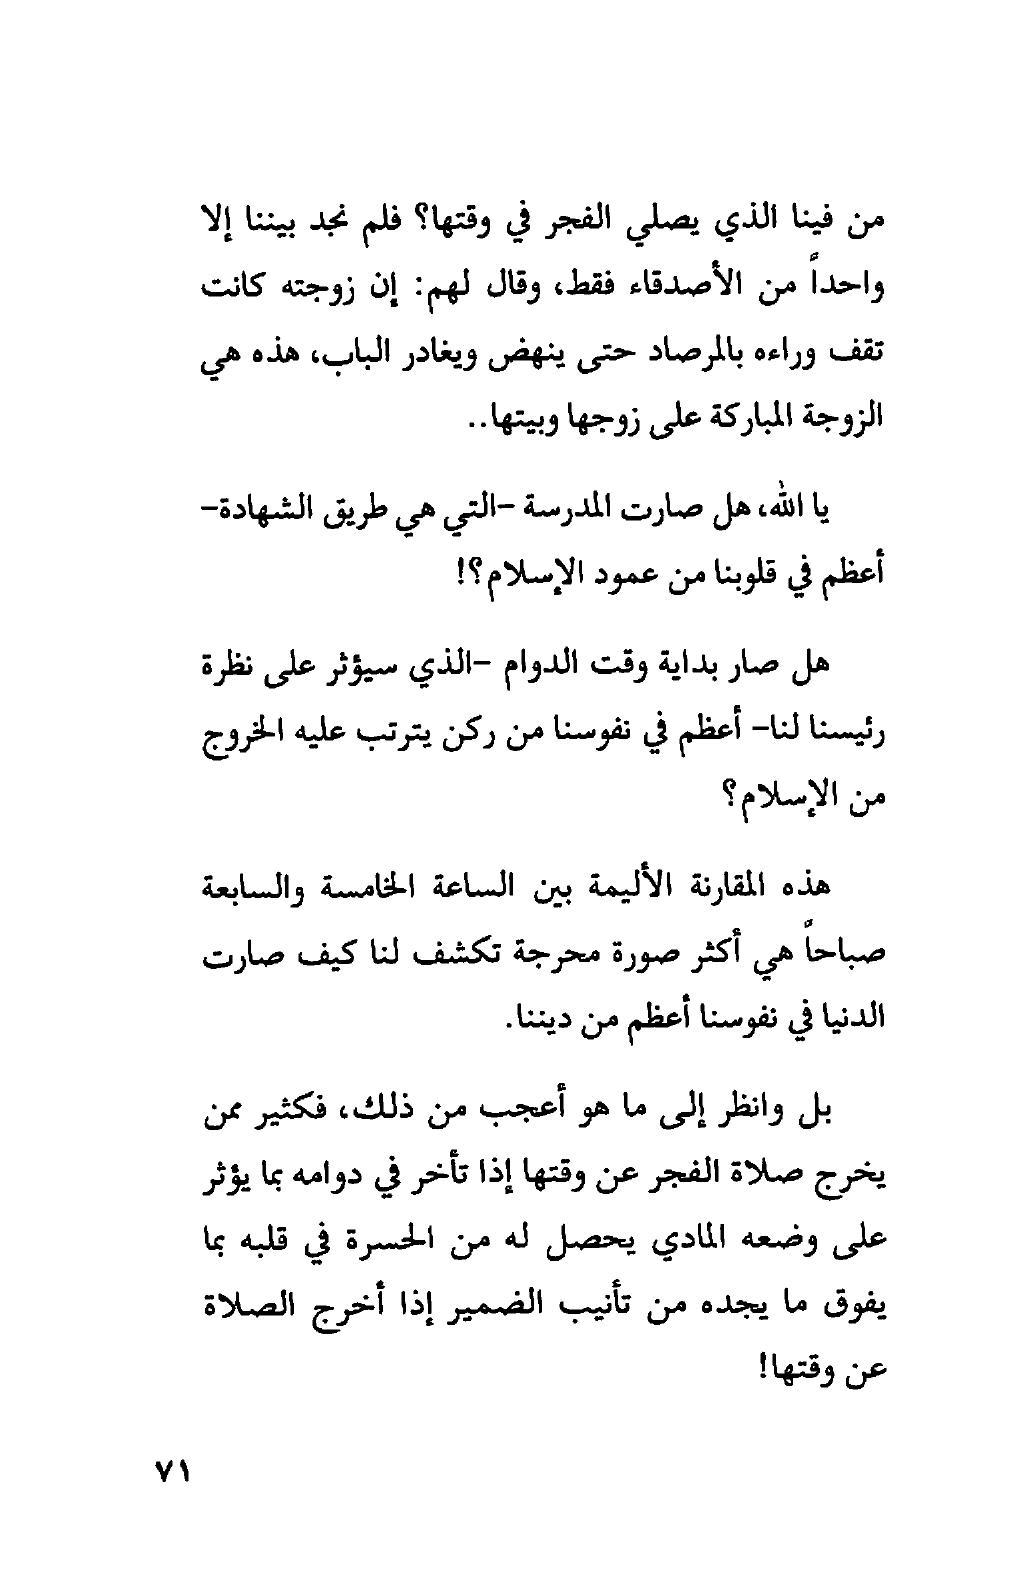 من فينا الذي يصلي الفجر في وقتها؟ فلم نجد بيننا إلا
واحداً من الأصدقاء فقط، وقال لهم: إن زوجته كانت
تقف وراءه بالمرصاد حتى ينهض ويغادر الباب، هذه هي
الزوجة المباركة على زوجها وبيتها..
يا الله، هل صارت المدرسة -التي هي طريق الشهادة-
أعظم في قلوبنا من عمود الإسلام؟!
هل صار بداية وقت الدوام -الذي سيؤثر على نظرة
رئيسنا لنا- أعظم في نفوسنا من ركن يترتب عليه الخروج
من الإسلام؟
هذه المقارنة الأليمة بين الساعة الخامسة والسابعة
صباحاً هي أكثر صورة محرجة تكشف لنا كيف صارت
الدنيا في نفوسنا أعظم من ديننا.
بل وانظر إلى ما هو أعجب من ذلك، فكثير ممن
يخرج صلاة الفجر عن وقتها إذا تأخر في دوامه بما يؤثر
على وضعه المادي يحصل له من الحسرة في قلبه بما
يفوق ما يجده من تأنيب الضمير إذا أخرج الصلاة
عن وقتها!
٧١